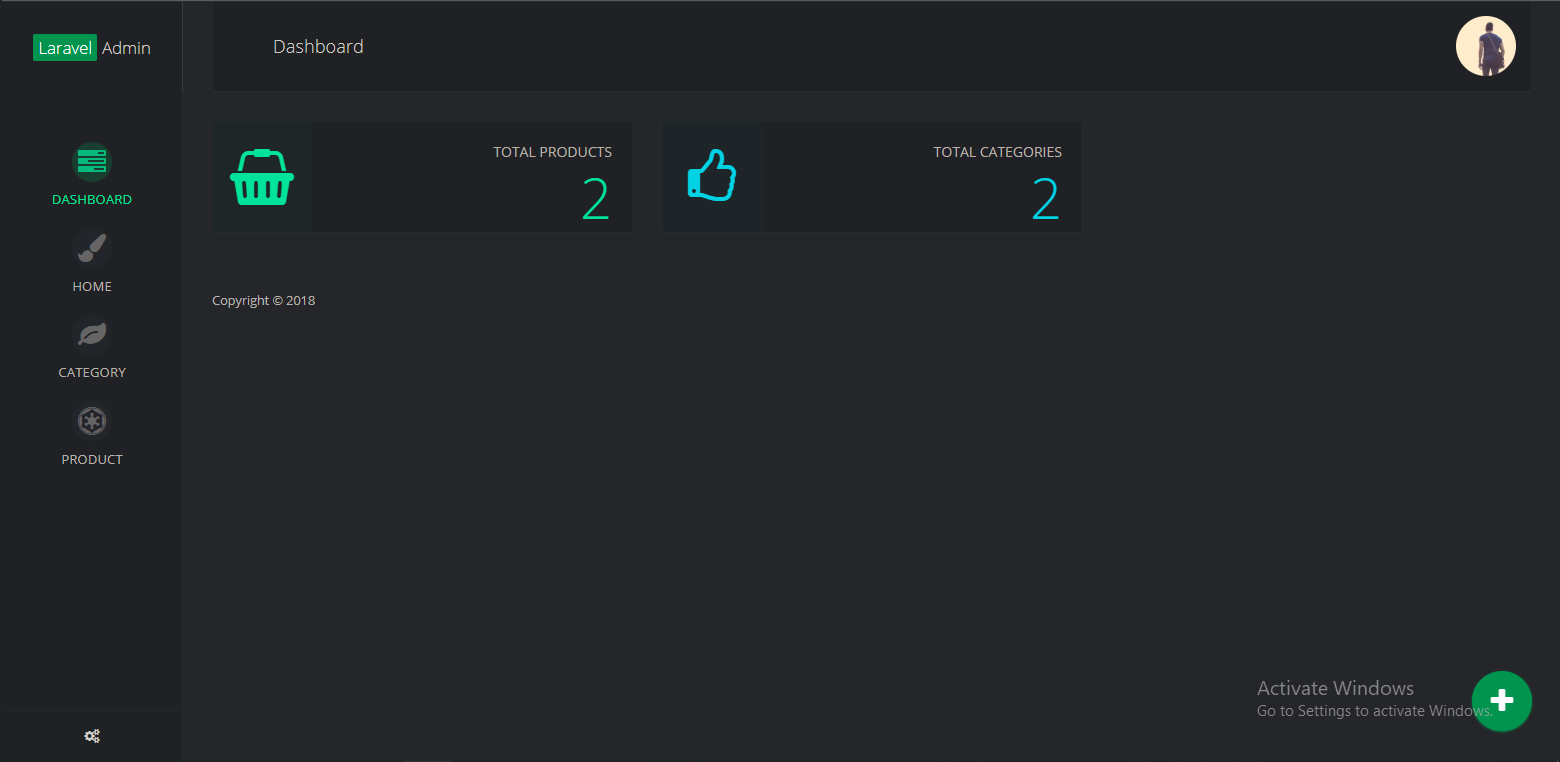 Laravel Admin
Dashboard
DASHBOARD
HOME
CATEGORY
PRODUCT
TOTAL PRODUCTS
2
TOTAL CATEGORIES
2
Copyright © 2018
Activate Windows
Go to Settings to activate Windows.